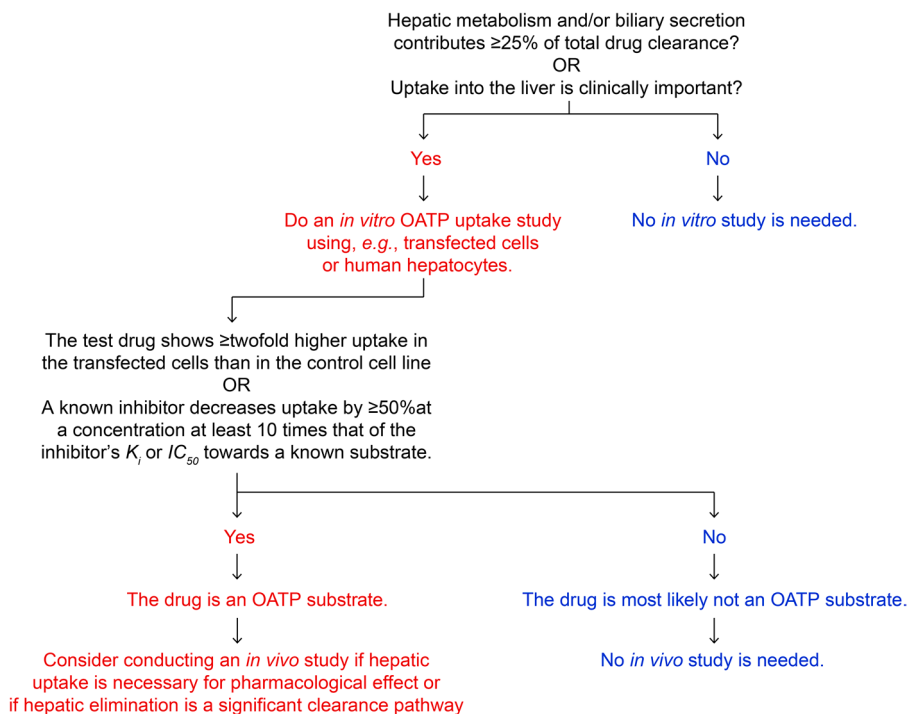 Hepatic metabolism and/or biliary secretion
contributes ≥25% of total drug clearance?
OR
Uptake into the liver is clinically important?
Yes
No
Do an in vitro OATP uptake study
using, e.g., transfected cells
or human hepatocytes.
No in vitro study is needed.
The test drug shows ≥twofold higher uptake in
the transfected cells than in the control cell line
OR
A known inhibitor decreases uptake by ≥50%at
a concentration at least 10 times that of the
inhibitor’s Ki or IC50 towards a known substrate.
Yes
No
The drug is an OATP substrate.
The drug is most likely not an OATP substrate.
Consider conducting an in vivo study if hepatic
uptake is necessary for pharmacological effect or
if hepatic elimination is a significant clearance pathway
No in vivo study is needed.